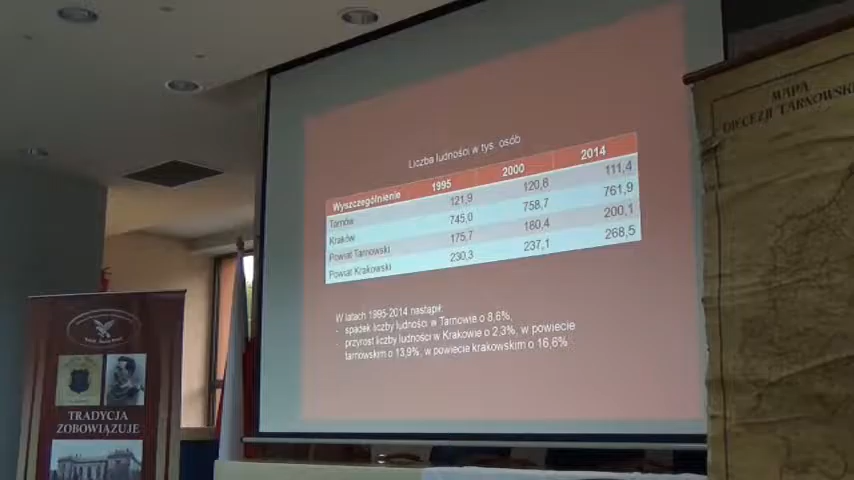 MAPA
DIECEZJI TARNOWSKI
Liczba ludności w tys. osób
Wyszczególnienie 1995 2000 2014
Tarnów 121,9 120,6 111,4
Kraków 745,0 758,7 761,9
Powiat Tarnowski 175,7 180,4 200,1
Powiat Krakowski 230,3 237,1 268,5
W latach 1995-2014 nastąpił:
- spadek liczby ludności w Tarnowie o 8,6%,
- przyrost liczby ludności w Krakowie o 2,3%, w powiecie
tarnowskim o 13,9%, w powiecie krakowskim o 16,6%.
TRADYCJA
ZOBOWIĄZUJE